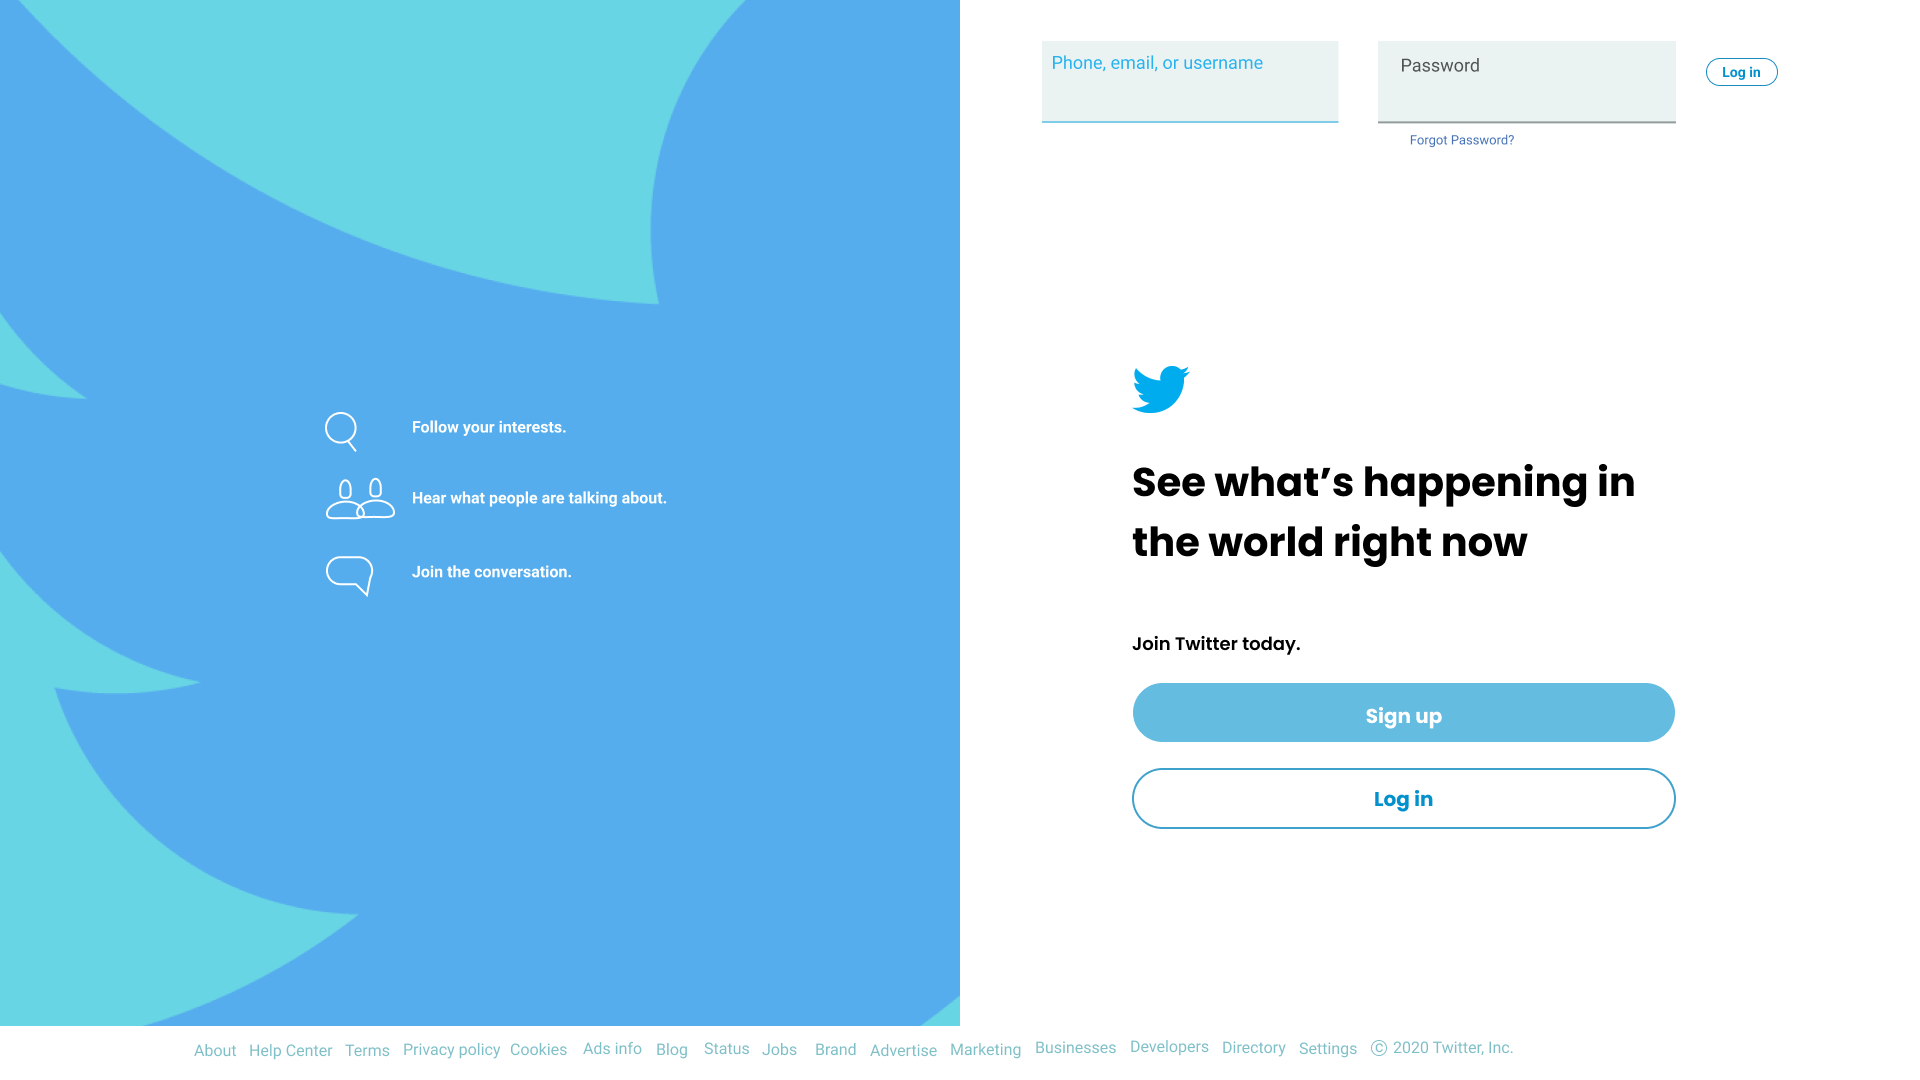 Phone, email, or username
Password
Log in
Forgot Password?
Follow your interests.
Hear what people are talking about.
Join the conversation.
See what’s happening in
the world right now
Join Twitter today.
Sign up
Log in
About Help Center Terms Privacy policy Cookies Ads info Blog Status Jobs Brand Advertise Marketing Businesses Developers Directory Settings © 2020 Twitter, Inc.